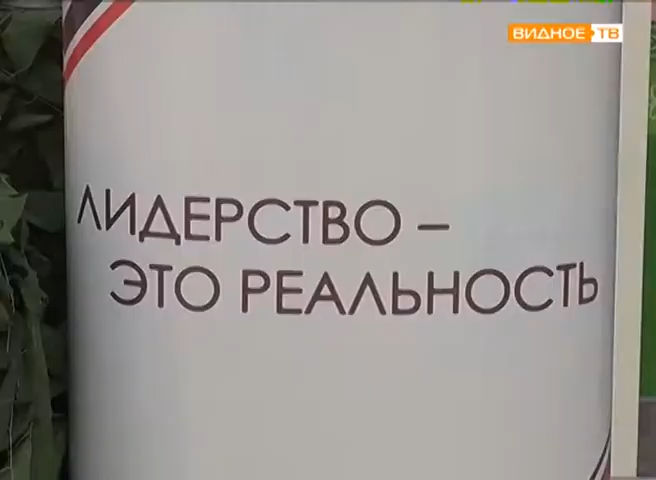 ВИДНОЕ ТВ
ЛИДЕРСТВО –
ЭТО РЕАЛЬНОСТЬ